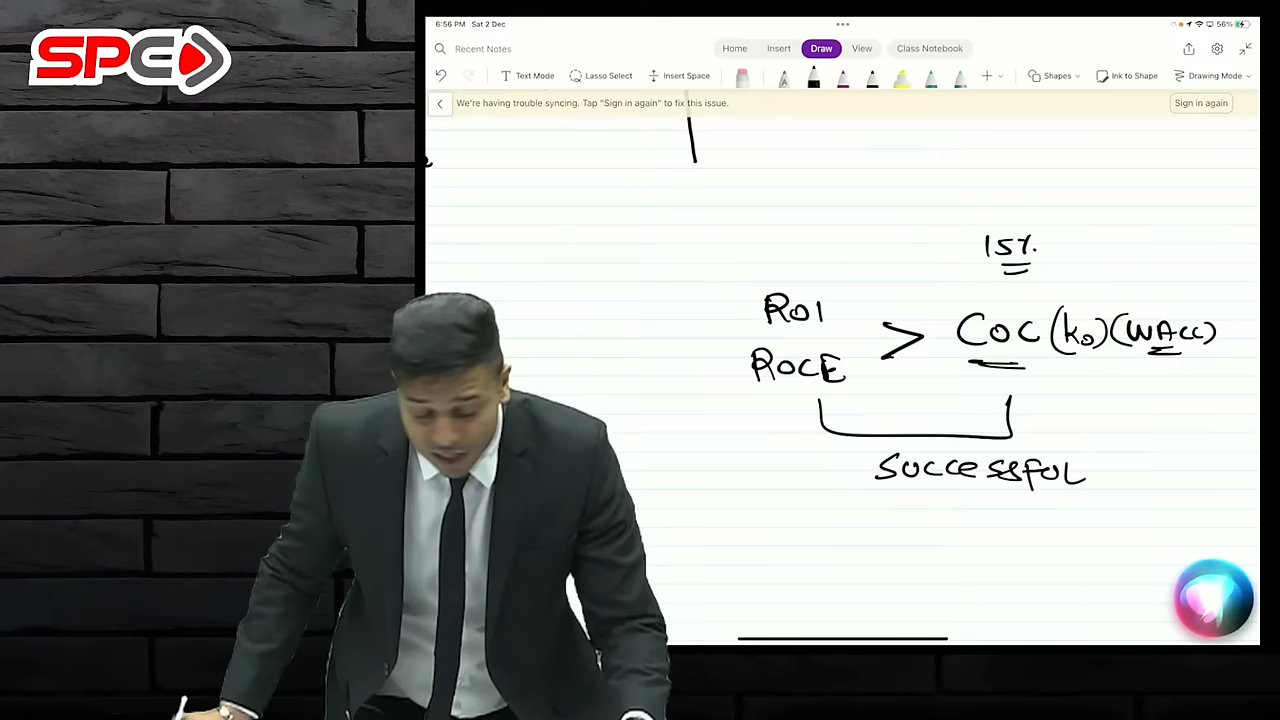 SPC
6:56 PM Sat 2 Dec
56%
Recent Notes
Home Insert Draw View Class Notebook
Text Mode Lasso Select Insert Space Shapes Ink to Shape Drawing Mode
We're having trouble syncing. Tap "Sign in again" to fix this issue. Sign in again
15%.
ROI
ROCE > COC (ko) (WACC)
SUCCESSFUL